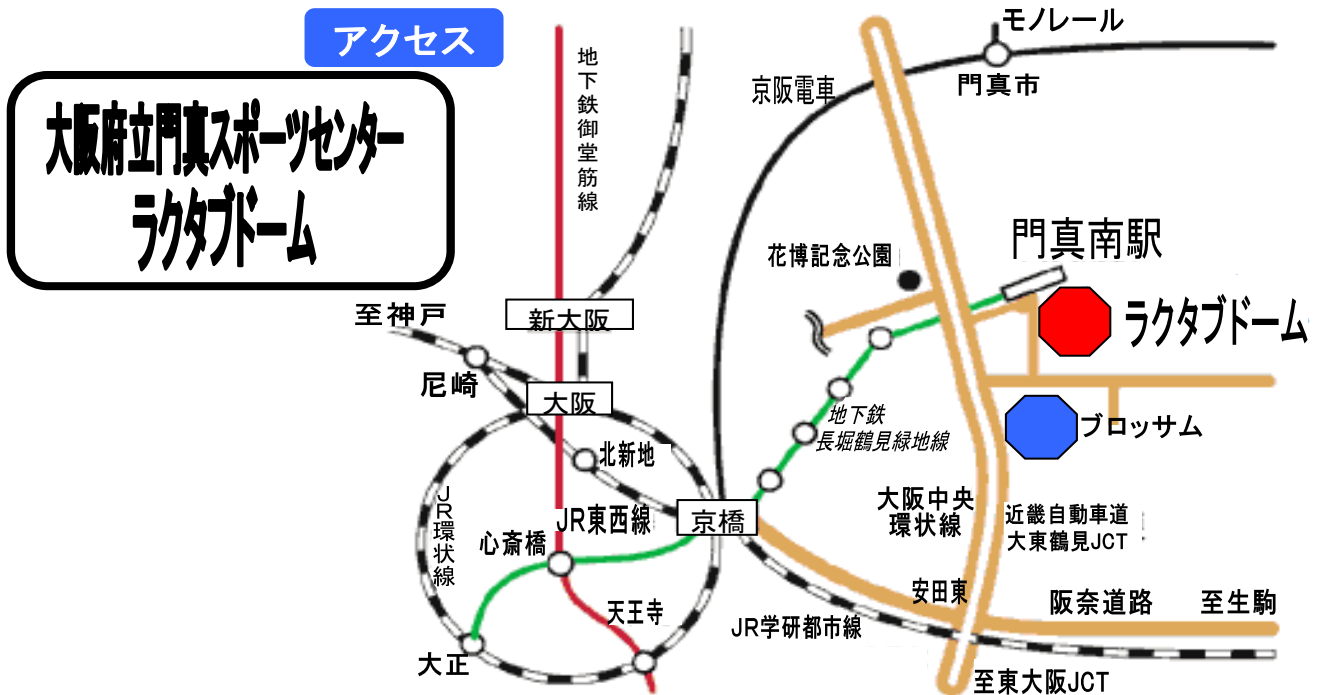 アクセス
大阪府立門真スポーツセンター
ラクタブドーム
地下鉄御堂筋線
モノレール
京阪電車
門真市
門真南駅
花博記念公園
至神戸
新大阪
ラクタブドーム
尼崎
大阪
地下鉄
長堀鶴見緑地線
ブロッサム
北新地
JR環状線
JR東西線
京橋
大阪中央
環状線
近畿自動車道
大東鶴見JCT
心斎橋
天王寺
安田東
阪奈道路
至生駒
JR学研都市線
大正
至東大阪JCT